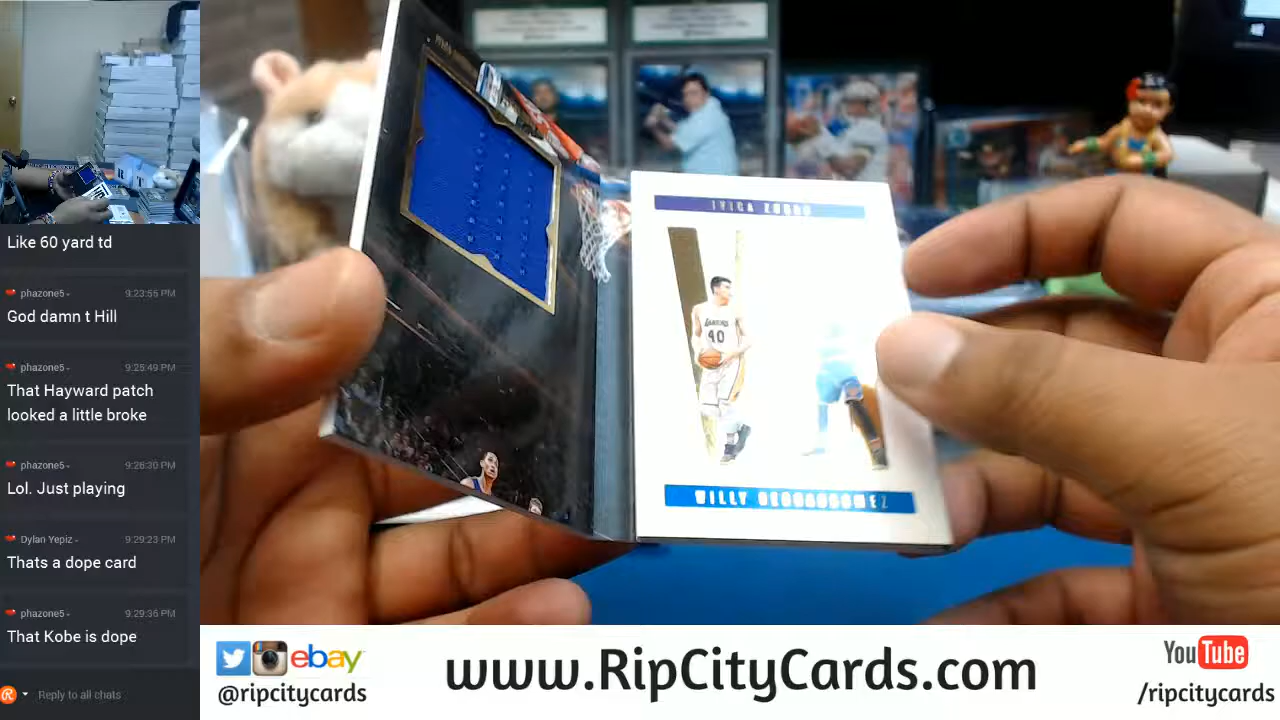 Like 60 yard td
phazone5 9:23:55 PM
God damn t Hill
phazone5 9:25:49 PM
That Hayward patch
looked a little broke
phazone5 9:26:30 PM
Lol. Just playing
Dylan Yepiz 9:29:23 PM
Thats a dope card
phazone5 9:29:36 PM
That Kobe is dope
Reply to all chats
IVICA ZUBAC
LAKERS
40
WILLY HERNANGOMEZ
ebay
@ripcitycards
www.RipCityCards.com
YouTube
/ripcitycards